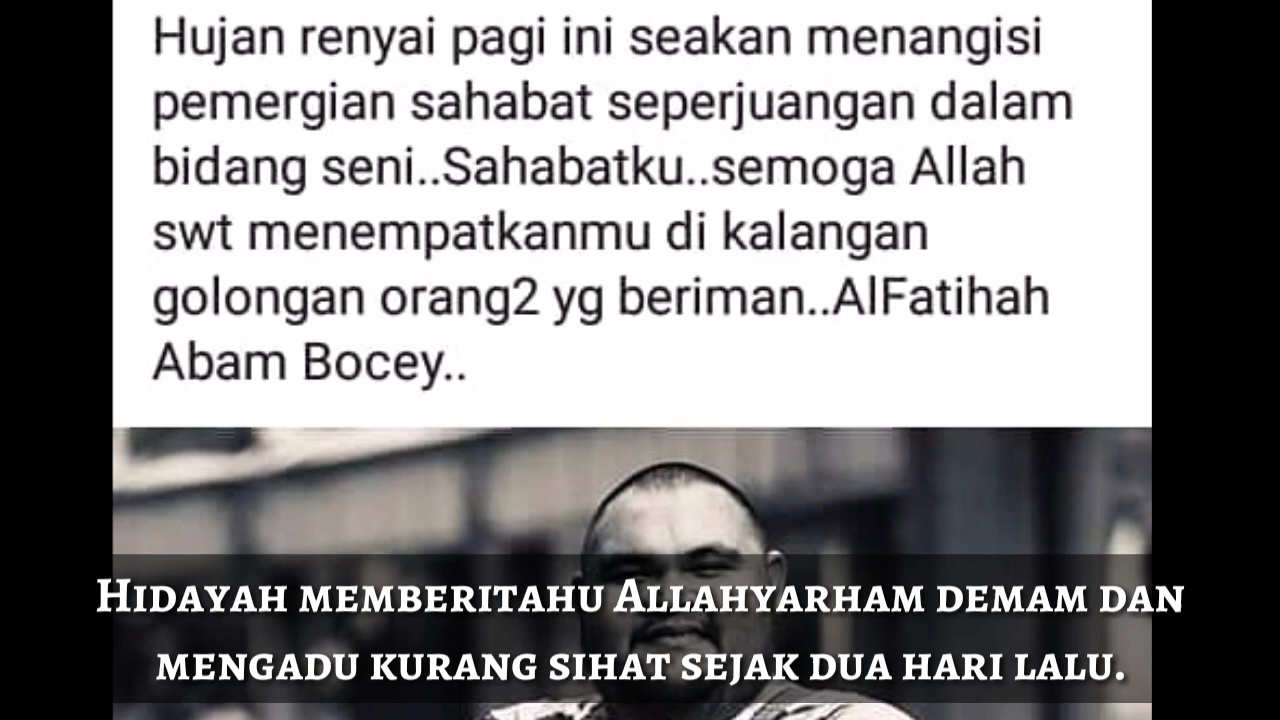 Hujan renyai pagi ini seakan menangisi
pemergian sahabat seperjuangan dalam
bidang seni..Sahabatku..semoga Allah
swt menempatkanmu di kalangan
golongan orang2 yg beriman..AlFatihah
Abam Bocey..
Hidayah memberitahu Allahyarham demam dan
mengadu kurang sihat sejak dua hari lalu.